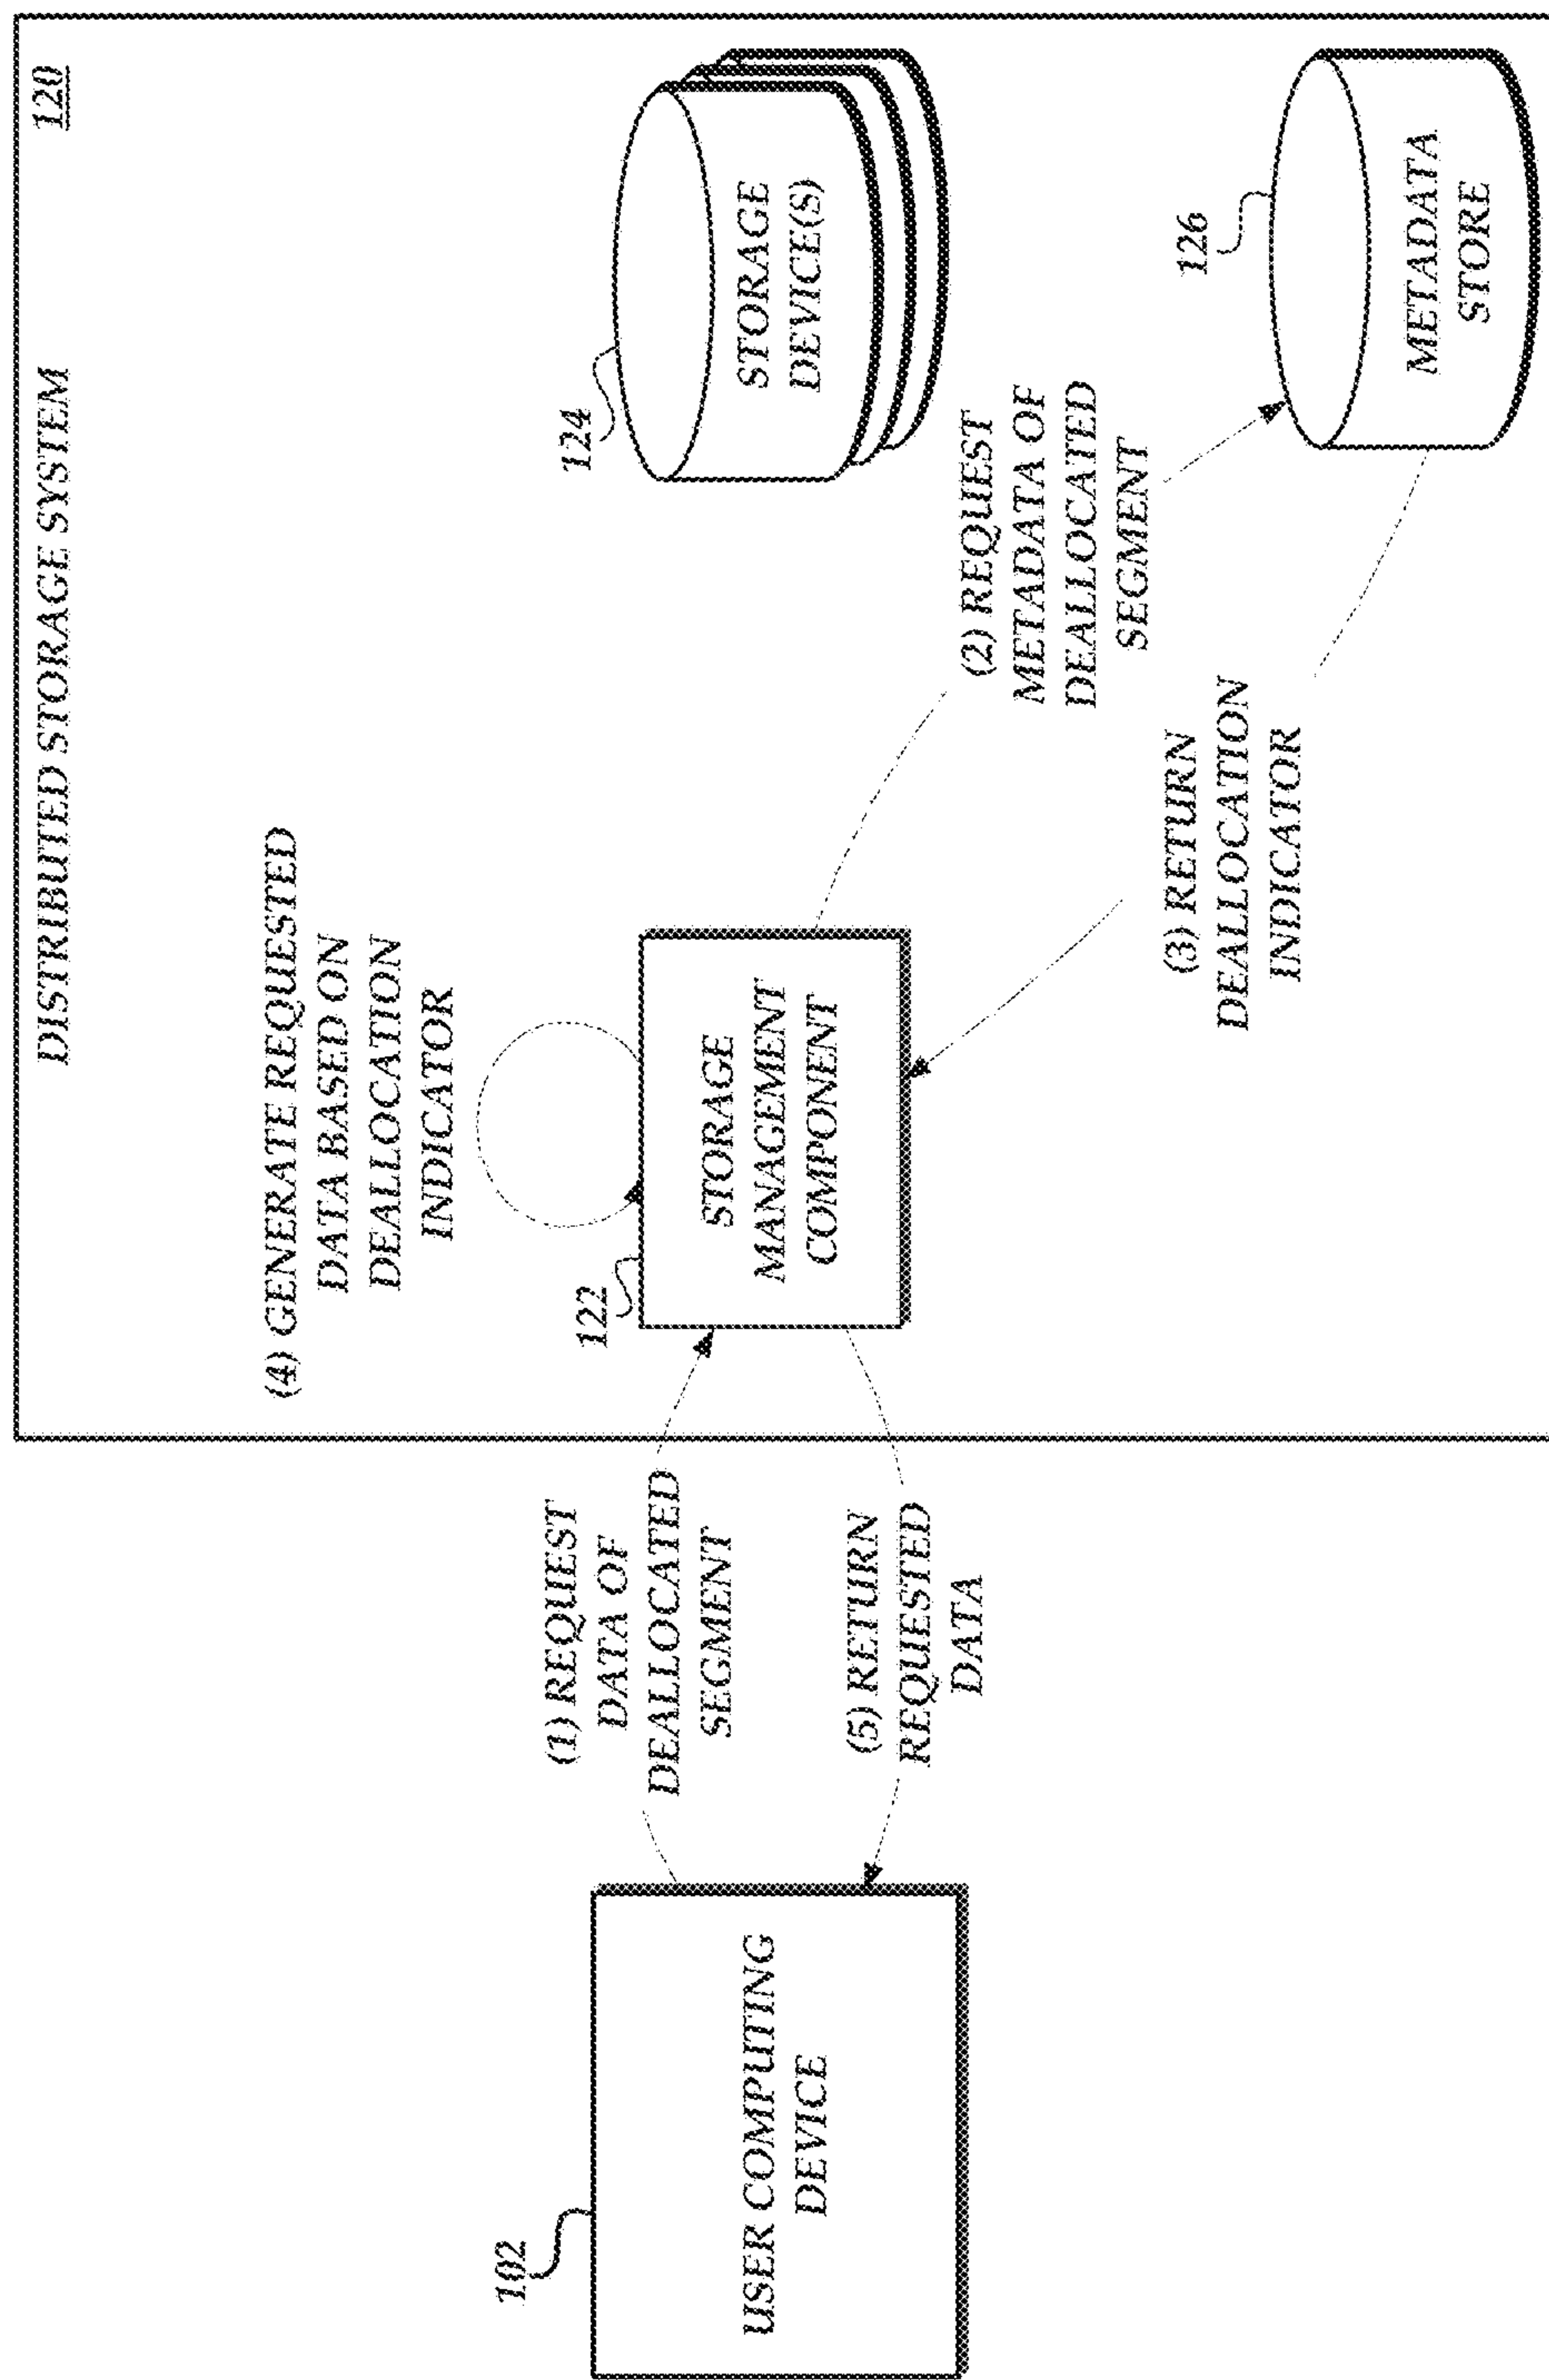 DISTRIBUTED STORAGE SYSTEM
120
(4) GENERATE REQUESTED
DATA BASED ON
DEALLOCATION
INDICATOR
102
USER COMPUTING
DEVICE
(1) REQUEST
DATA OF
DEALLOCATED
SEGMENT
(5) RETURN
REQUESTED
DATA
122
STORAGE
MANAGEMENT
COMPONENT
124
STORAGE
DEVICE(S)
(2) REQUEST
METADATA OF
DEALLOCATED
SEGMENT
(3) RETURN
DEALLOCATION
INDICATOR
126
METADATA
STORE